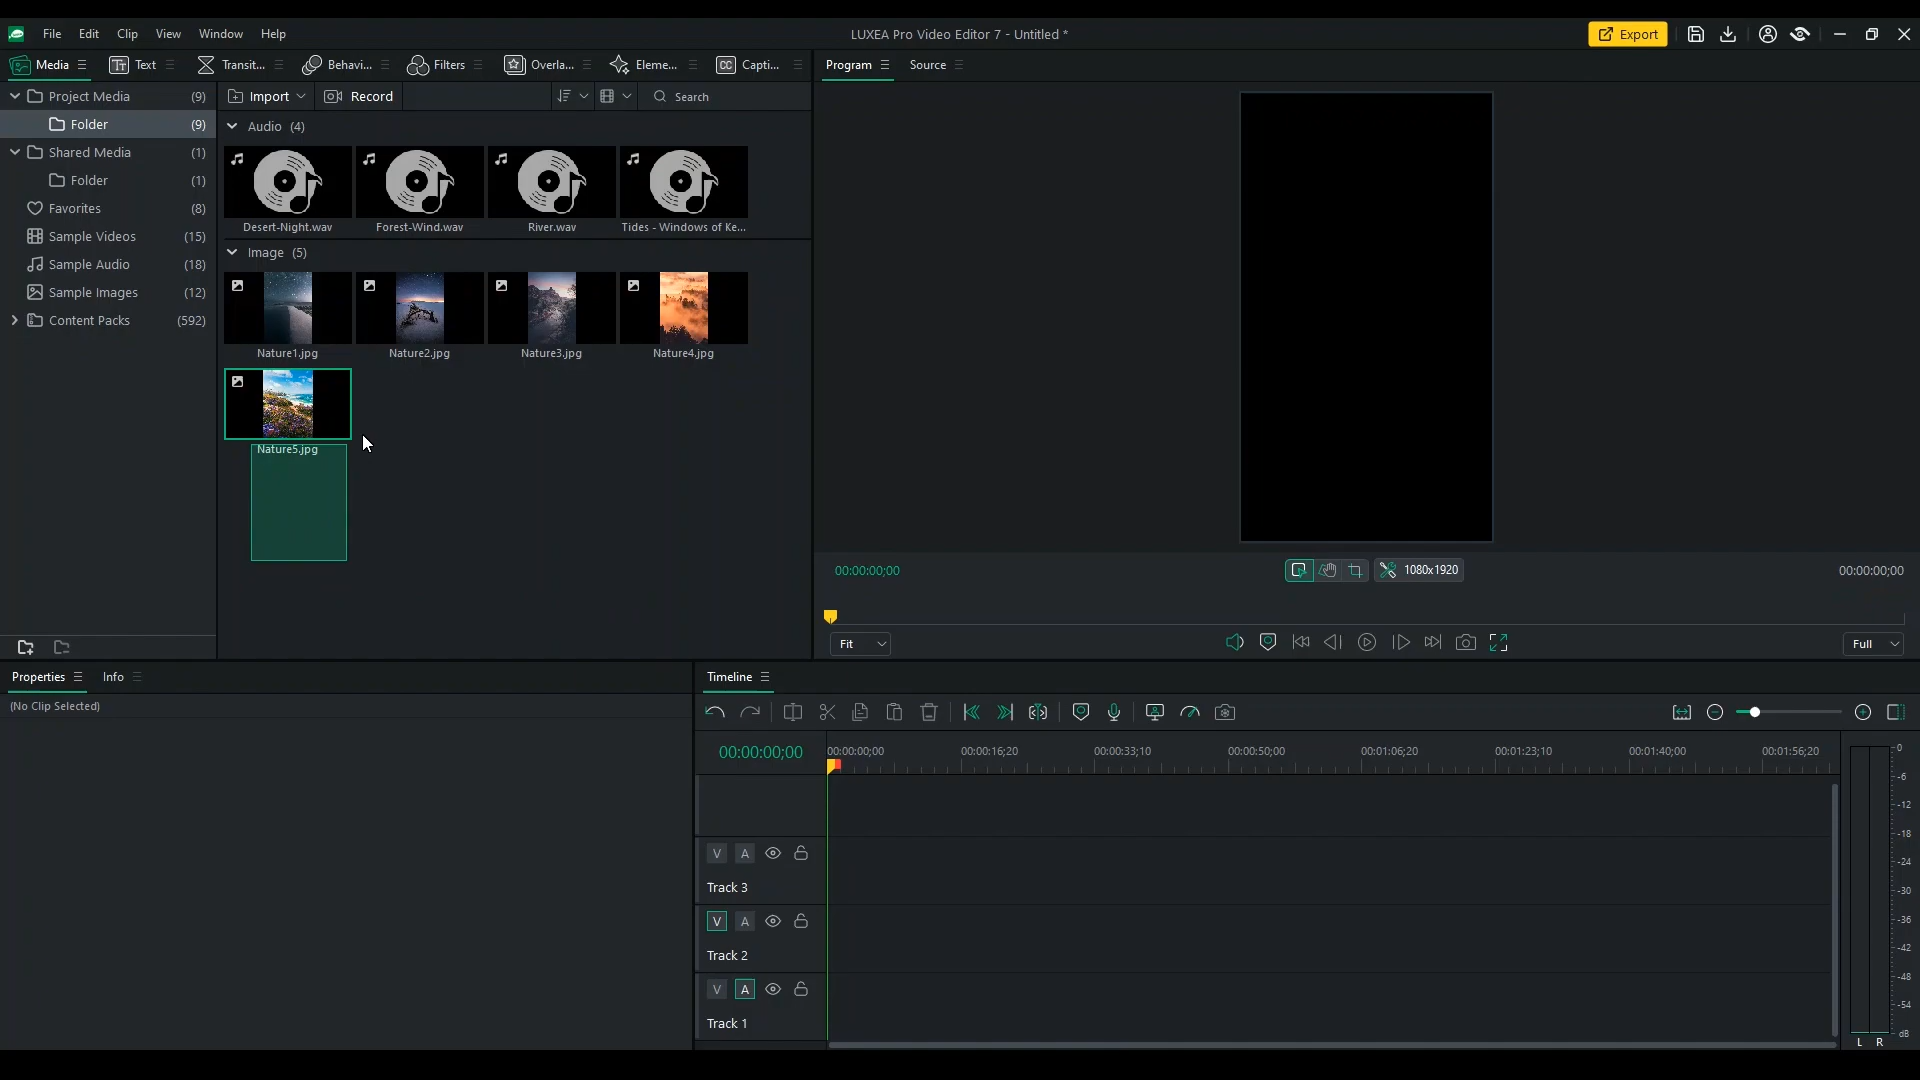 File Edit View Clip Window Help
LUXEA Pro Video Editor 7 - Untitled *
Export
Media Text Transit... Behavi... Filters Overla... Eleme... CC Capti...
Program Source
Project Media (9)
Folder (9)
Shared Media (1)
Folder (1)
Favorites (8)
Sample Videos (15)
Sample Audio (18)
Sample Images (12)
Content Packs (592)
Import Record Search
Audio (4)
Desert-Night.wav Forest-Wind.wav River.wav Tides - Windows of Ke...
Image (5)
Nature1.jpg Nature2.jpg Nature3.jpg Nature4.jpg
Nature5.jpg
00:00:00;00 1080x1920 00:00:00;00
Fit Full
Properties Info
(No Clip Selected)
Timeline
00:00:00;00
00:00:00;00 00:00:16;20 00:00:33;10 00:00:50;00 00:01:06;20 00:01:23;10 00:01:40;00 00:01:56;20
V A
Track 3
V A
Track 2
V A
Track 1
0
-6
-12
-18
-24
-30
-36
-42
-48
-54
dB
L R